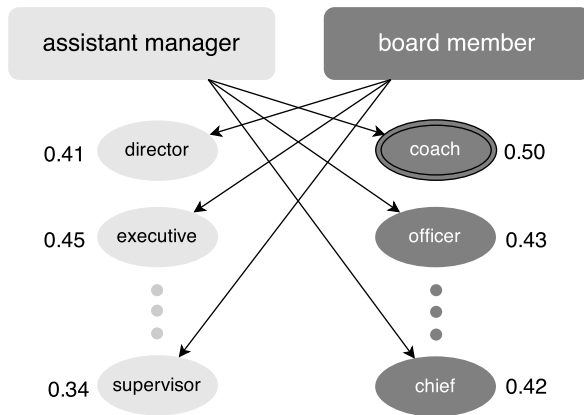 assistant manager
board member
0.41 director
coach 0.50
0.45 executive
officer 0.43
0.34 supervisor
chief 0.42